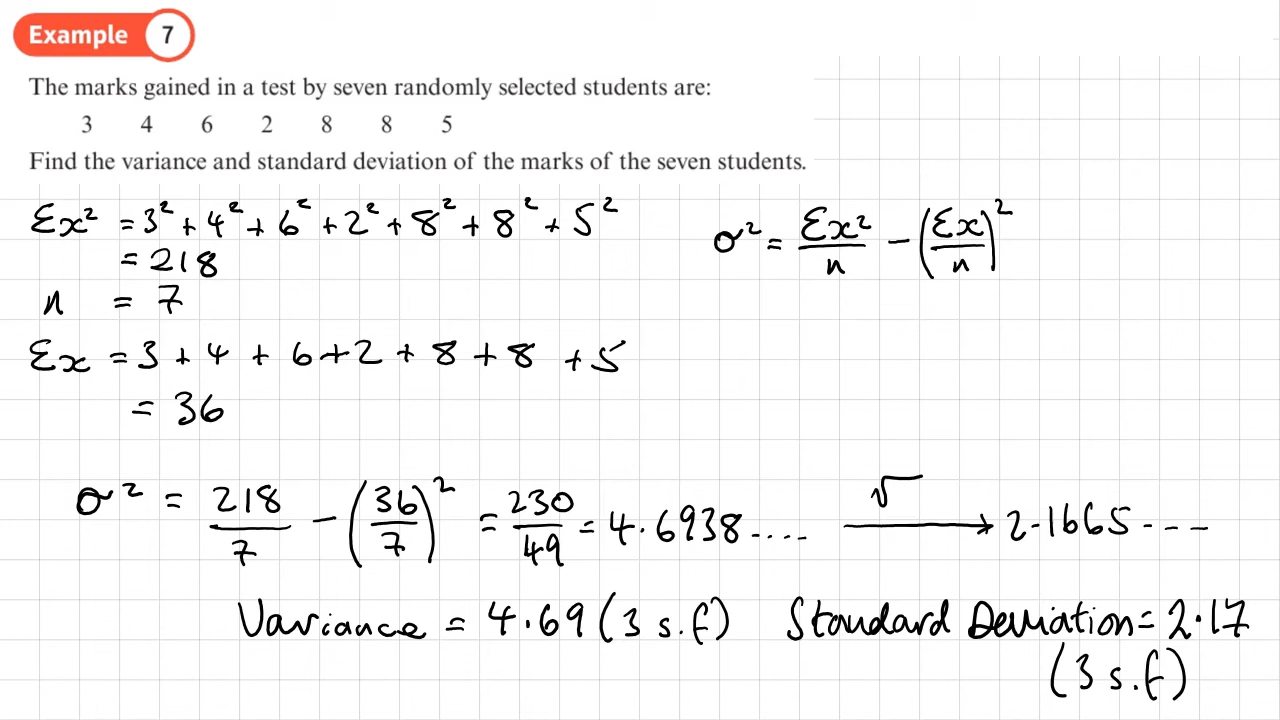 Example 7
The marks gained in a test by seven randomly selected students are:
3 4 6 2 8 8 5
Find the variance and standard deviation of the marks of the seven students.
Σx² = 3² + 4² + 6² + 2² + 8² + 8² + 5²
= 218
n = 7
Σx = 3 + 4 + 6 + 2 + 8 + 8 + 5
= 36
σ² = Σx²/n − (Σx/n)²
σ² = 218/7 − (36/7)² = 230/49 = 4.6938.... √ → 2.1665---
Variance = 4.69 (3 s.f) Standard Deviation = 2.17
(3 s.f)